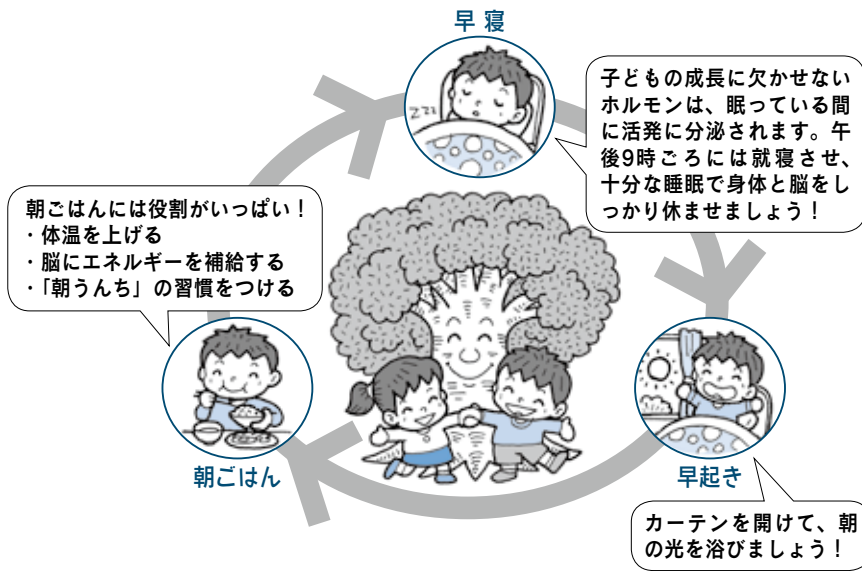 早寝
子どもの成長に欠かせない
ホルモンは、眠っている間
に活発に分泌されます。午
後9時ごろには就寝させ、
十分な睡眠で身体と脳をし
っかり休ませましょう！
zzz
朝ごはんには役割がいっぱい！
・体温を上げる
・脳にエネルギーを補給する
・「朝うんち」の習慣をつける
朝ごはん
早起き
カーテンを開けて、朝
の光を浴びましょう！